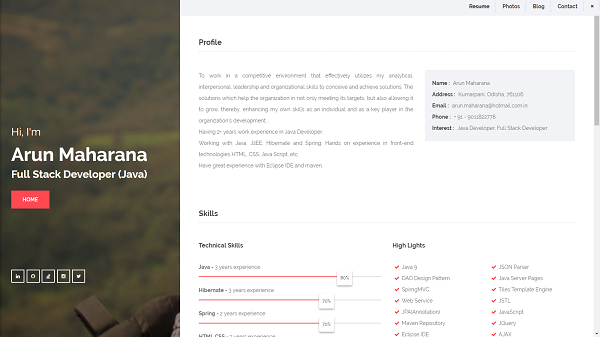 Resume Photos Blog Contact
Hi, I'm
Arun Maharana
Full Stack Developer (Java)
HOME
Profile
To work in a competitive environment that effectively utilizes my analytical,
interpersonal, leadership and organizational skills to conceive and achieve solutions. The
solutions which help the organization in not only meeting its targets, but also allowing it
to grow, thereby, enhancing my own skills as an individual and as a key player in the
organization's development.
Having 2+ years work experience in Java Developer.
Working with Java, J2EE, Hibernate and Spring. Hands on experience in front-end
technologies HTML, CSS, Java Script, etc.
Have great experience with Eclipse IDE and maven.
Name : Arun Maharana
Address : Kumarpani, Odisha, 761106
Email : arun.maharana@hotmail.com.in
Phone : + 91 - 9011822778
Interest : Java Developer, Full Stack Developer
Skills
Technical Skills
Java - 3 years experience
80%
Hibernate - 3 years experience
70%
Spring - 2 years experience
70%
HTML, CSS - 2 years experience
High Lights
Java 9
DAO Design Pattern
SpringMVC
Web Service
JPA(Annotation)
Maven Repository
Eclipse IDE
JSON Parser
Java Server Pages
Tiles Template Engine
JSTL
JavaScript
JQuery
AJAX